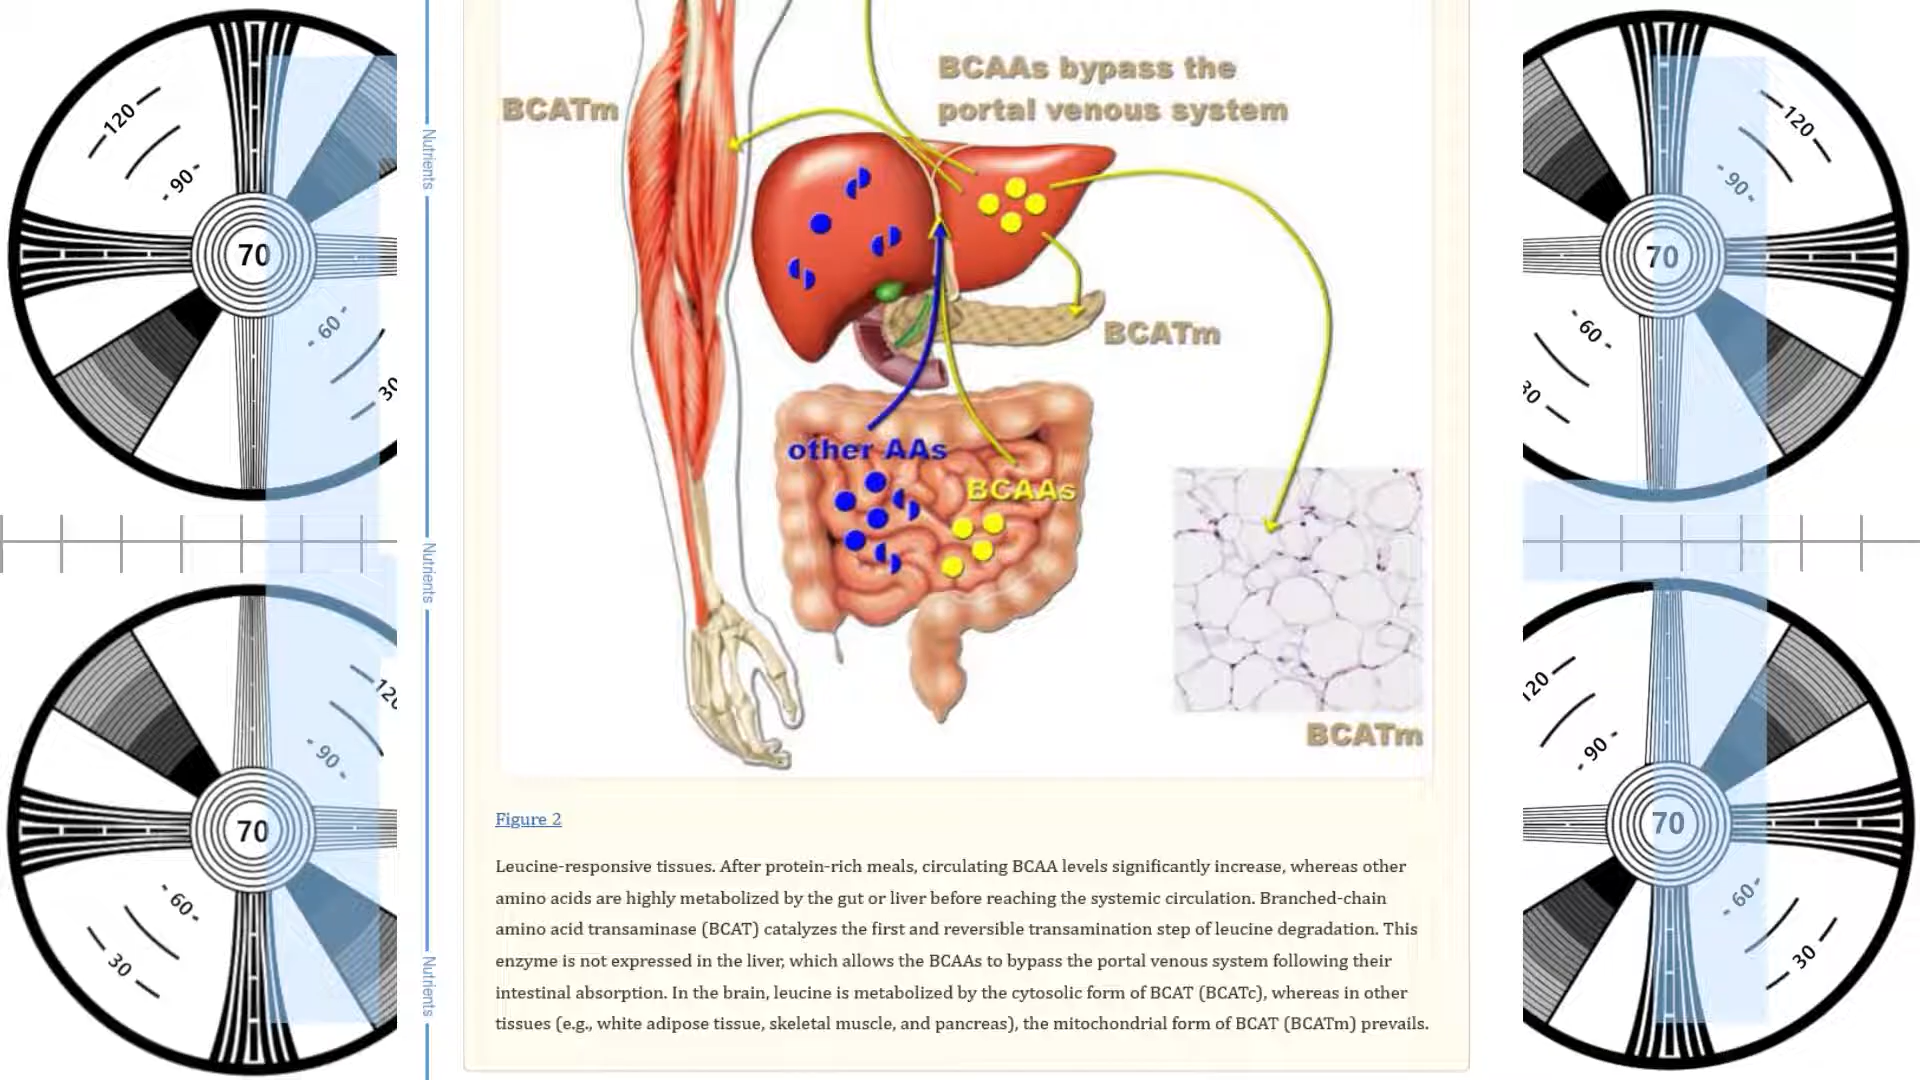 120
-90-
70
-60-
30
Nutrients
BCATm
BCAAs bypass the
portal venous system
120
-90-
70
-60-
30
BCATm
other AAs
BCAAs
Nutrients
BCATm
120
-90-
70
-60-
30
120
-90-
70
-60-
30
Nutrients
Figure 2
Leucine-responsive tissues. After protein-rich meals, circulating BCAA levels significantly increase, whereas other
amino acids are highly metabolized by the gut or liver before reaching the systemic circulation. Branched-chain
amino acid transaminase (BCAT) catalyzes the first and reversible transamination step of leucine degradation. This
enzyme is not expressed in the liver, which allows the BCAAs to bypass the portal venous system following their
intestinal absorption. In the brain, leucine is metabolized by the cytosolic form of BCAT (BCATc), whereas in other
tissues (e.g., white adipose tissue, skeletal muscle, and pancreas), the mitochondrial form of BCAT (BCATm) prevails.